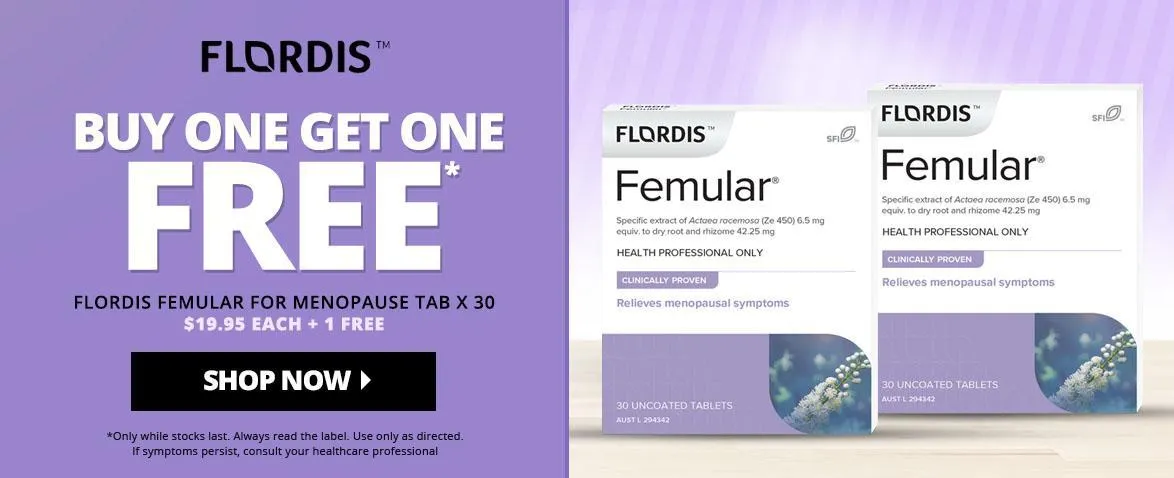 FLORDIS™
BUY ONE GET ONE
FREE*
FLORDIS FEMULAR FOR MENOPAUSE TAB X 30
$19.95 EACH + 1 FREE
SHOP NOW
*Only while stocks last. Always read the label. Use only as directed.
If symptoms persist, consult your healthcare professional
FLORDIS
Femular
FLORDIS™
SFI
Femular®
Specific extract of Actaea racemosa (Ze 450) 6.5 mg
equiv. to dry root and rhizome 42.25 mg
HEALTH PROFESSIONAL ONLY
CLINICALLY PROVEN
Relieves menopausal symptoms
30 UNCOATED TABLETS
AUST L 294342
FLORDIS
Femular
FLORDIS™
SFI
Femular®
Specific extract of Actaea racemosa (Ze 450) 6.5 mg
equiv. to dry root and rhizome 42.25 mg
HEALTH PROFESSIONAL ONLY
CLINICALLY PROVEN
Relieves menopausal symptoms
30 UNCOATED TABLETS
AUST L 294342